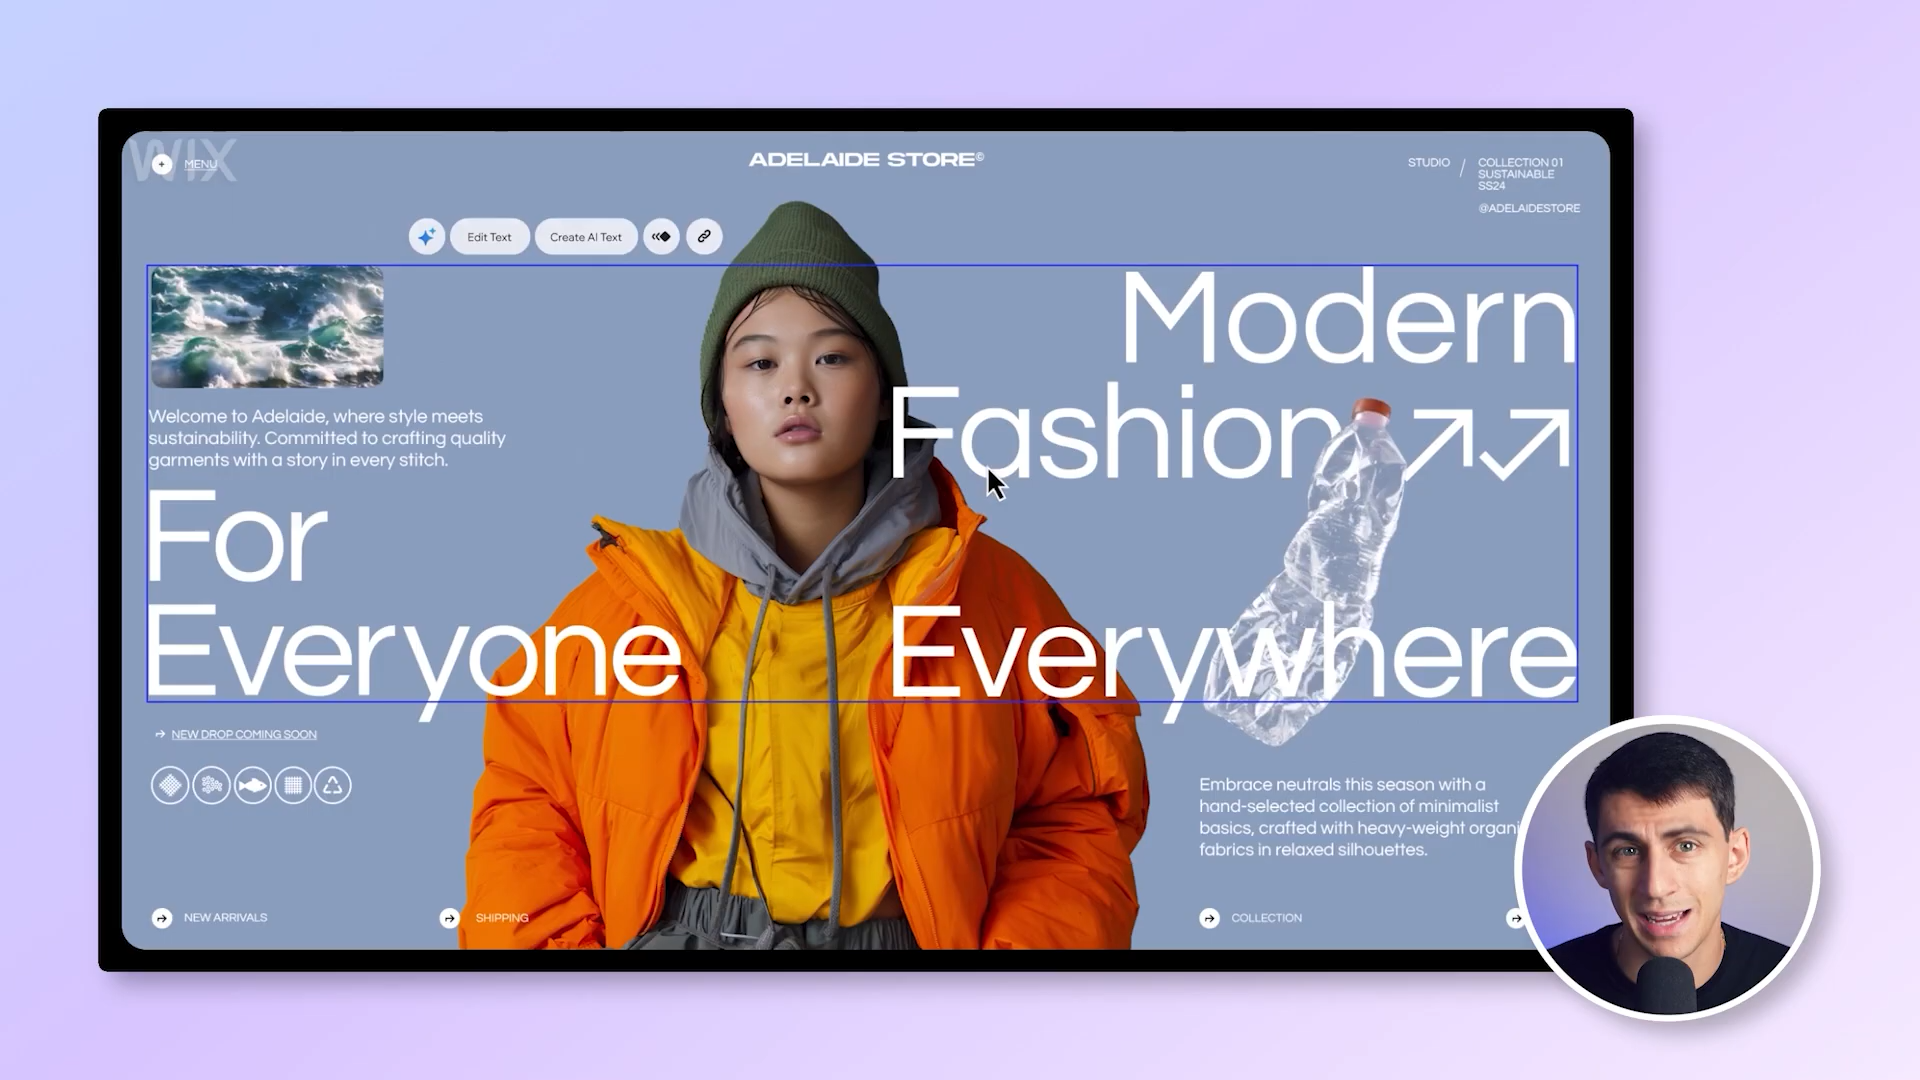 WIX
MENU
ADELAIDE STORE©
STUDIO / COLLECTION 01
SUSTAINABLE
SS24
@ADELAIDESTORE
Edit Text
Create AI Text
Modern
Fashion
Welcome to Adelaide, where style meets
sustainability. Committed to crafting quality
garments with a story in every stitch.
For
Everyone
Everywhere
NEW DROP COMING SOON
Embrace neutrals this season with a
hand-selected collection of minimalist
basics, crafted with heavy-weight organi
fabrics in relaxed silhouettes.
NEW ARRIVALS
SHIPPING
COLLECTION